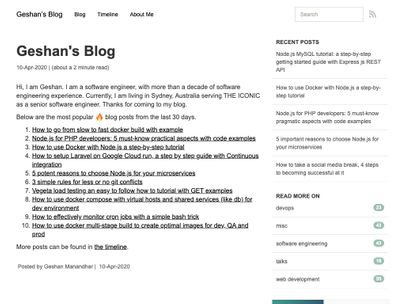 Geshan's Blog Blog Timeline About Me Search
Geshan's Blog
10-Apr-2020 | (about a 2 minute read)
Hi, I am Geshan. I am a software engineer, with more than a decade of software
engineering experience. Currently, I am living in Sydney, Australia serving THE ICONIC
as a senior software engineer. Thanks for coming to my blog.
Below are the most popular 🔥 blog posts from the last 30 days.
1. How to go from slow to fast docker build with example
2. Node.js for PHP developers: 5 must-know practical aspects with code examples
3. How to use Docker with Node.js a step-by-step tutorial
4. How to setup Laravel on Google Cloud run, a step by step guide with Continuous
integration
5. 5 potent reasons to choose Node.js for your microservices
6. 3 simple rules for less or no git conflicts
7. Vegeta load testing an easy to follow how to tutorial with GET examples
8. How to use docker compose with virtual hosts and shared services (like db) for
dev environment
9. How to effectively monitor cron jobs with a simple bash trick
10. How to use docker multi-stage build to create optimal images for dev, QA and
prod
More posts can be found in the timeline.
Posted by Geshan Manandhar | 10-Apr-2020
RECENT POSTS
Node.js MySQL tutorial: a step-by-step
getting started guide with Express js REST
API
How to use Docker with Node.js a step-by-
step tutorial
Node.js for PHP developers: 5 must-know
pragmatic aspects with code examples
5 important reasons to choose Node.js for
your microservices
How to take a social media break, 4 steps
to becoming successful at it
READ MORE ON
devops
misc
software engineering
talks
web development